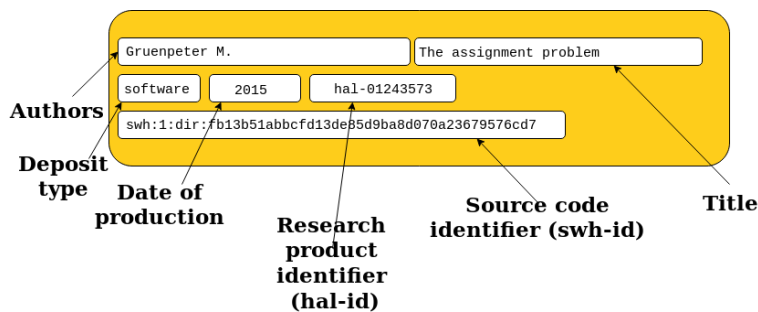 Gruenpeter M.
The assignment problem
software
2015
hal-01243573
swh:1:dir:fb13b51abbcfd13de85d9ba8d070a23679576cd7
Authors
Deposit
type
Date of
production
Research
product
identifier
(hal-id)
Source code
identifier (swh-id)
Title